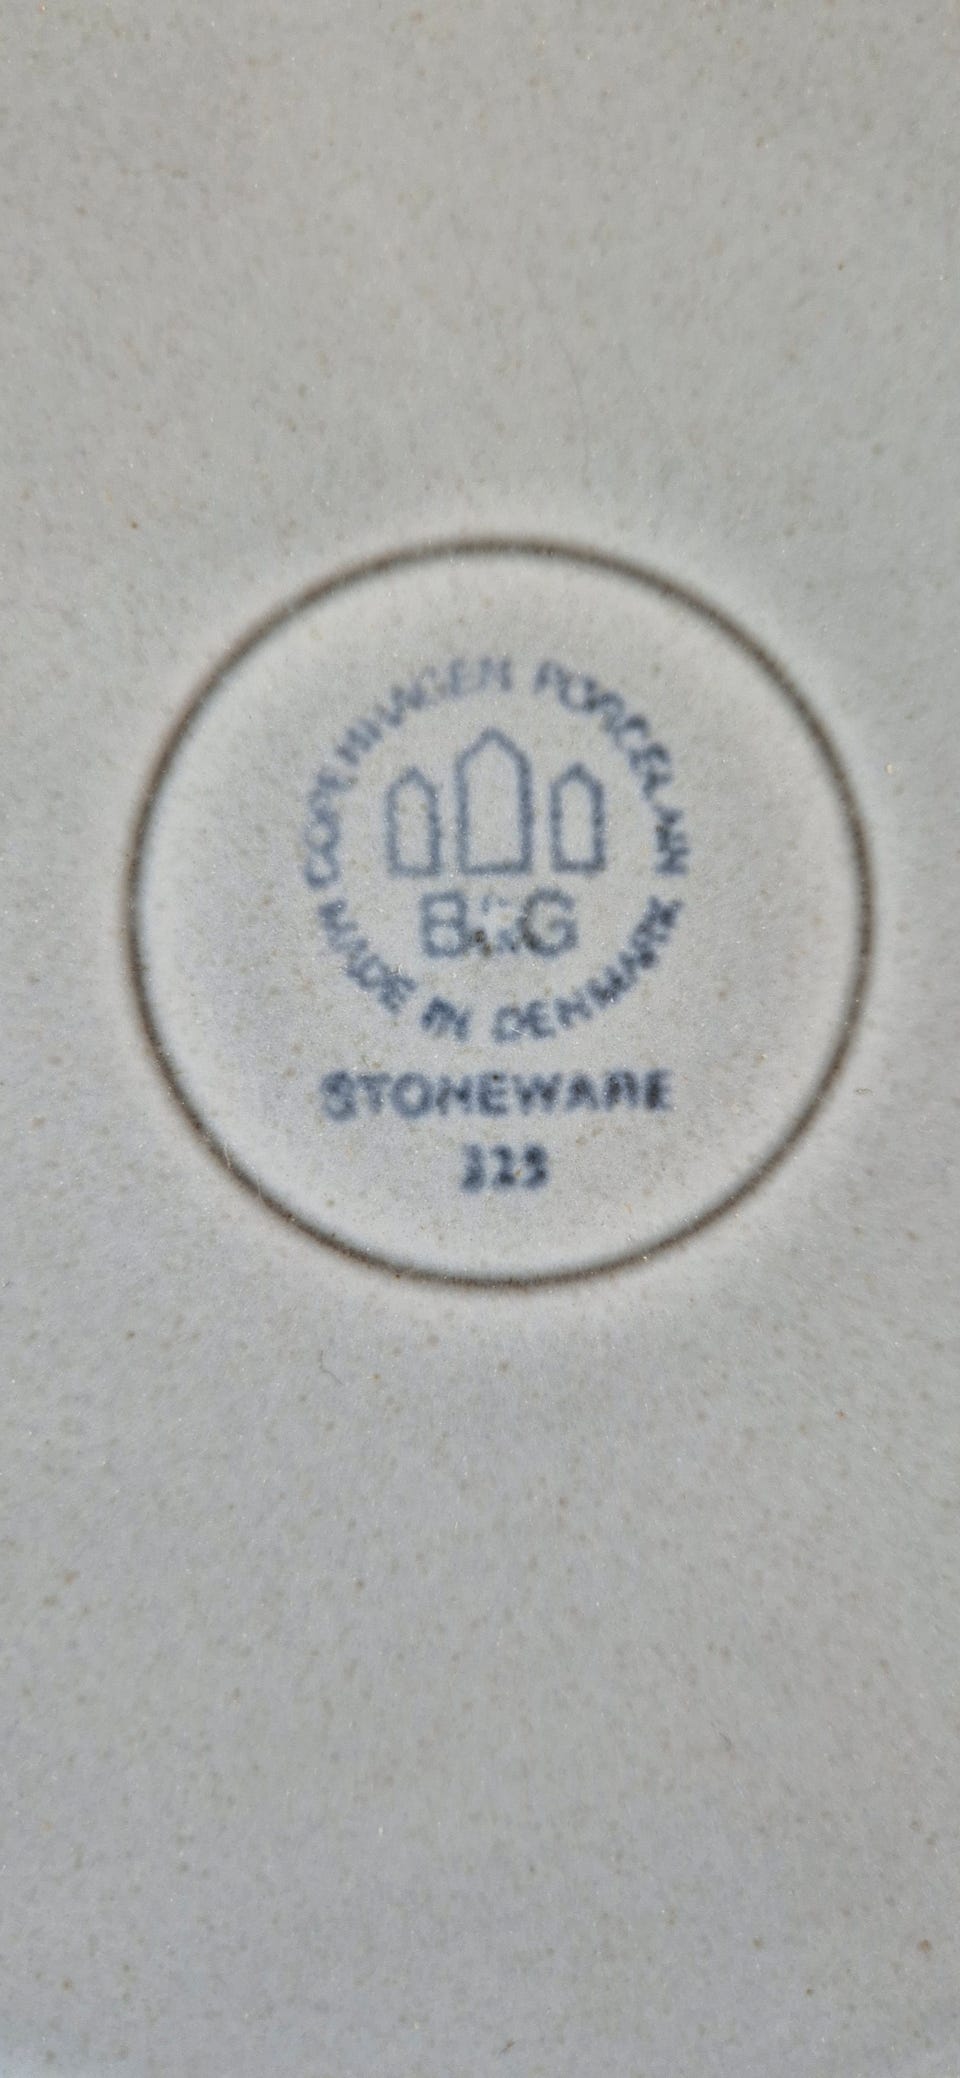 COPENHAGEN PORCELAIN
B&G
MADE IN DENMARK
STONEWARE
325